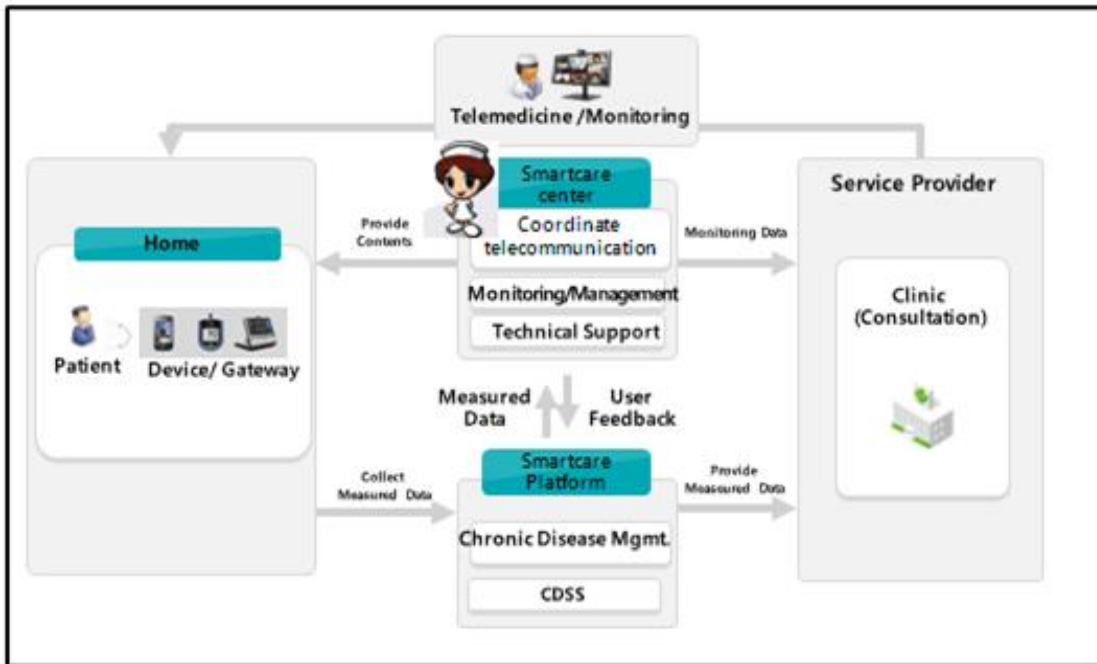 Telemedicine /Monitoring
Smartcare
center
Service Provider
Coordinate
telecommunication
Provide
Contents
Monitoring Data
Home
Monitoring/Management
Clinic
(Consultation)
Technical Support
Patient
Device/ Gateway
Measured
Data
User
Feedback
Smartcare
Platform
Collect
Measured Data
Provide
Measured Data
Chronic Disease Mgmt.
CDSS